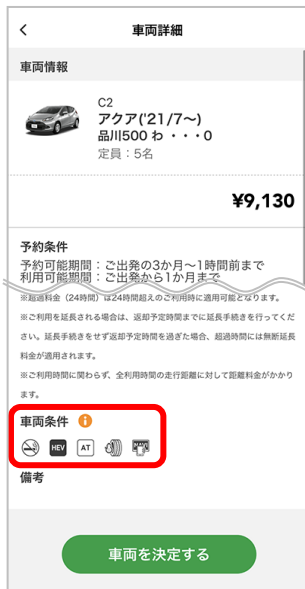 車両詳細
車両情報
C2
アクア('21/7〜)
品川500 わ ・・・0
定員：5名
¥9,130
予約条件
予約可能期間：ご出発の3か月〜1時間前まで
利用可能期間：ご出発から1か月まで
※超過料金（24時間）は24時間超えのご利用時に適用可能となります。
※ご利用を延長される場合は、返却予定時間までに延長手続きを行ってくだ
さい。延長手続きをせず返却予定時間を過ぎた場合、超過時間には無断延長
料金が適用されます。
※ご利用時間に関わらず、全利用時間の走行距離に対して距離料金がかかり
ます。
車両条件
HEV AT
備考
車両を決定する